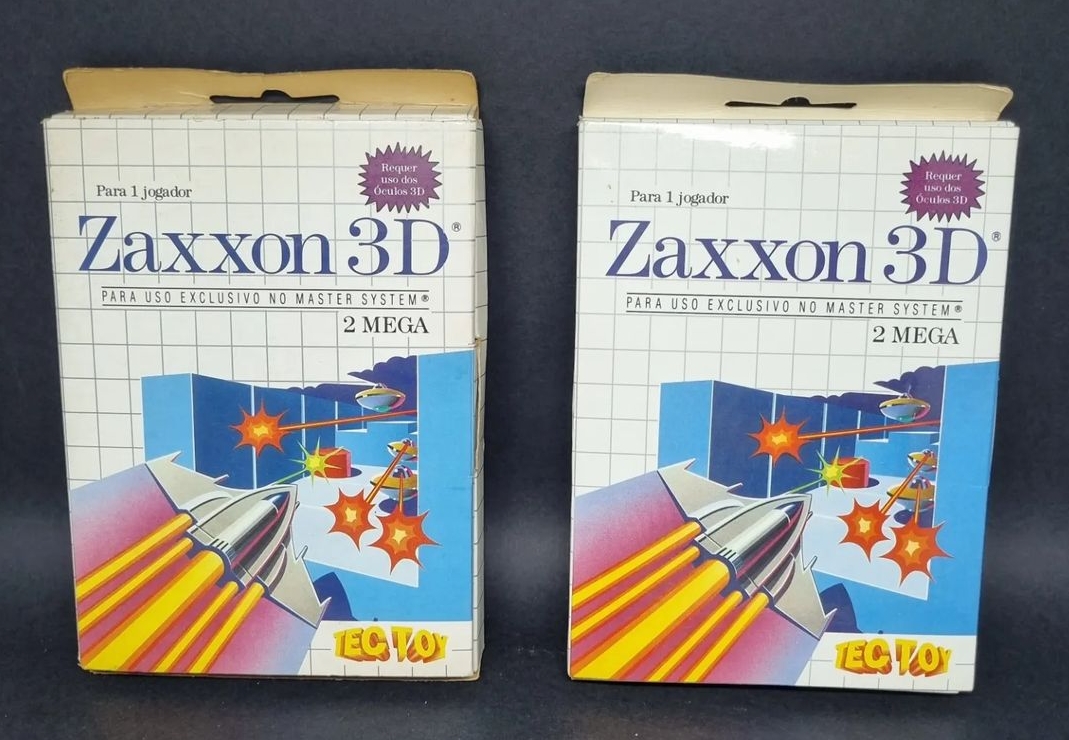 Requer
uso dos
Óculos 3D
Para 1 jogador
Zaxxon 3D®
PARA USO EXCLUSIVO NO MASTER SYSTEM®
2 MEGA
TEC TOY
Requer
uso dos
Óculos 3D
Para 1 jogador
Zaxxon 3D®
PARA USO EXCLUSIVO NO MASTER SYSTEM®
2 MEGA
TEC TOY